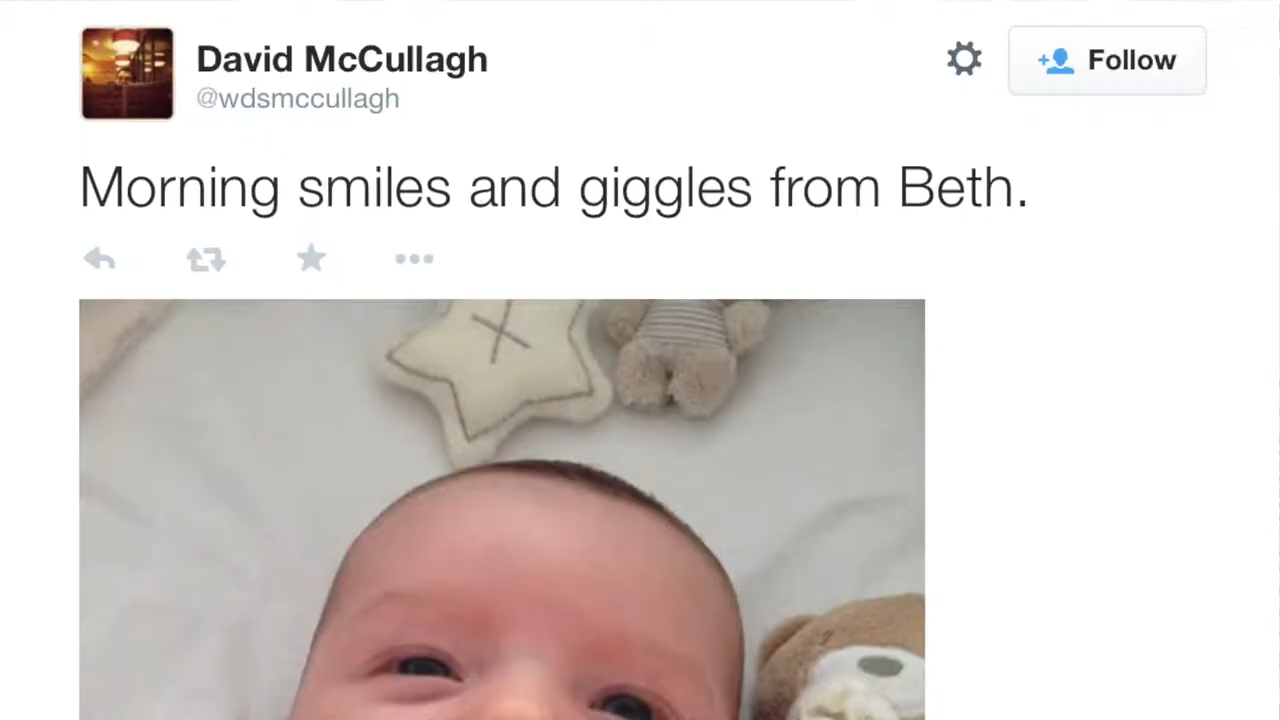 David McCullagh
@wdsmccullagh
Follow
Morning smiles and giggles from Beth.